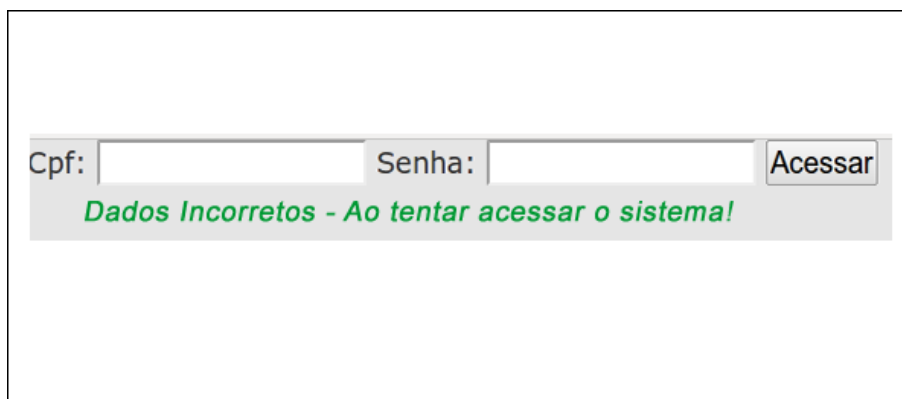 Cpf: Senha: Acessar
Dados Incorretos - Ao tentar acessar o sistema!